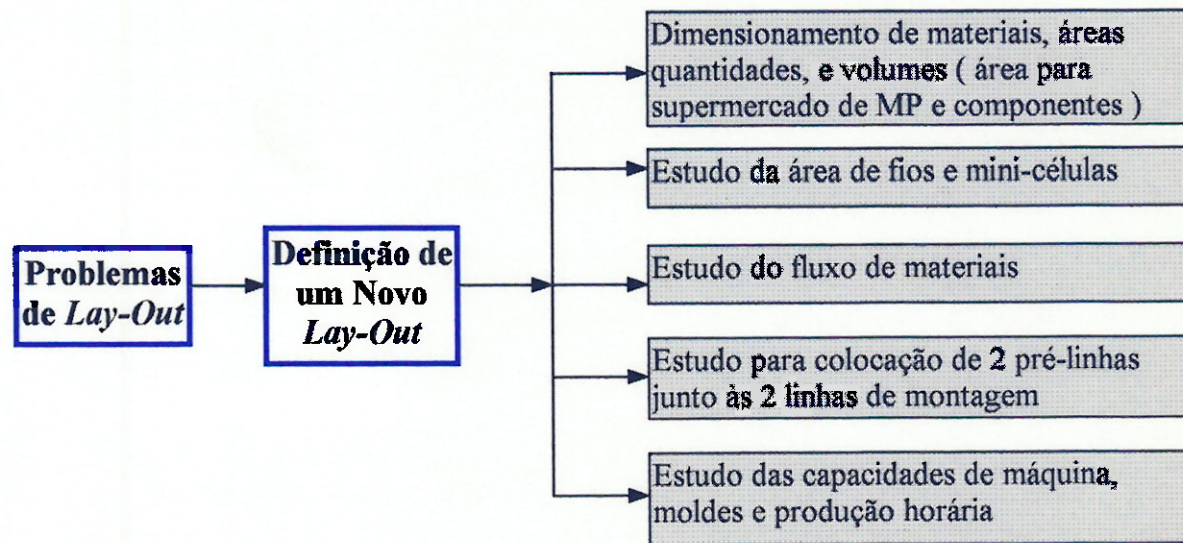 Problemas
de Lay-Out
Definição de
um Novo
Lay-Out
Dimensionamento de materiais, áreas
quantidades, e volumes ( área para
supermercado de MP e componentes )
Estudo da área de fios e mini-células
Estudo do fluxo de materiais
Estudo para colocação de 2 pré-linhas
junto às 2 linhas de montagem
Estudo das capacidades de máquina,
moldes e produção horária